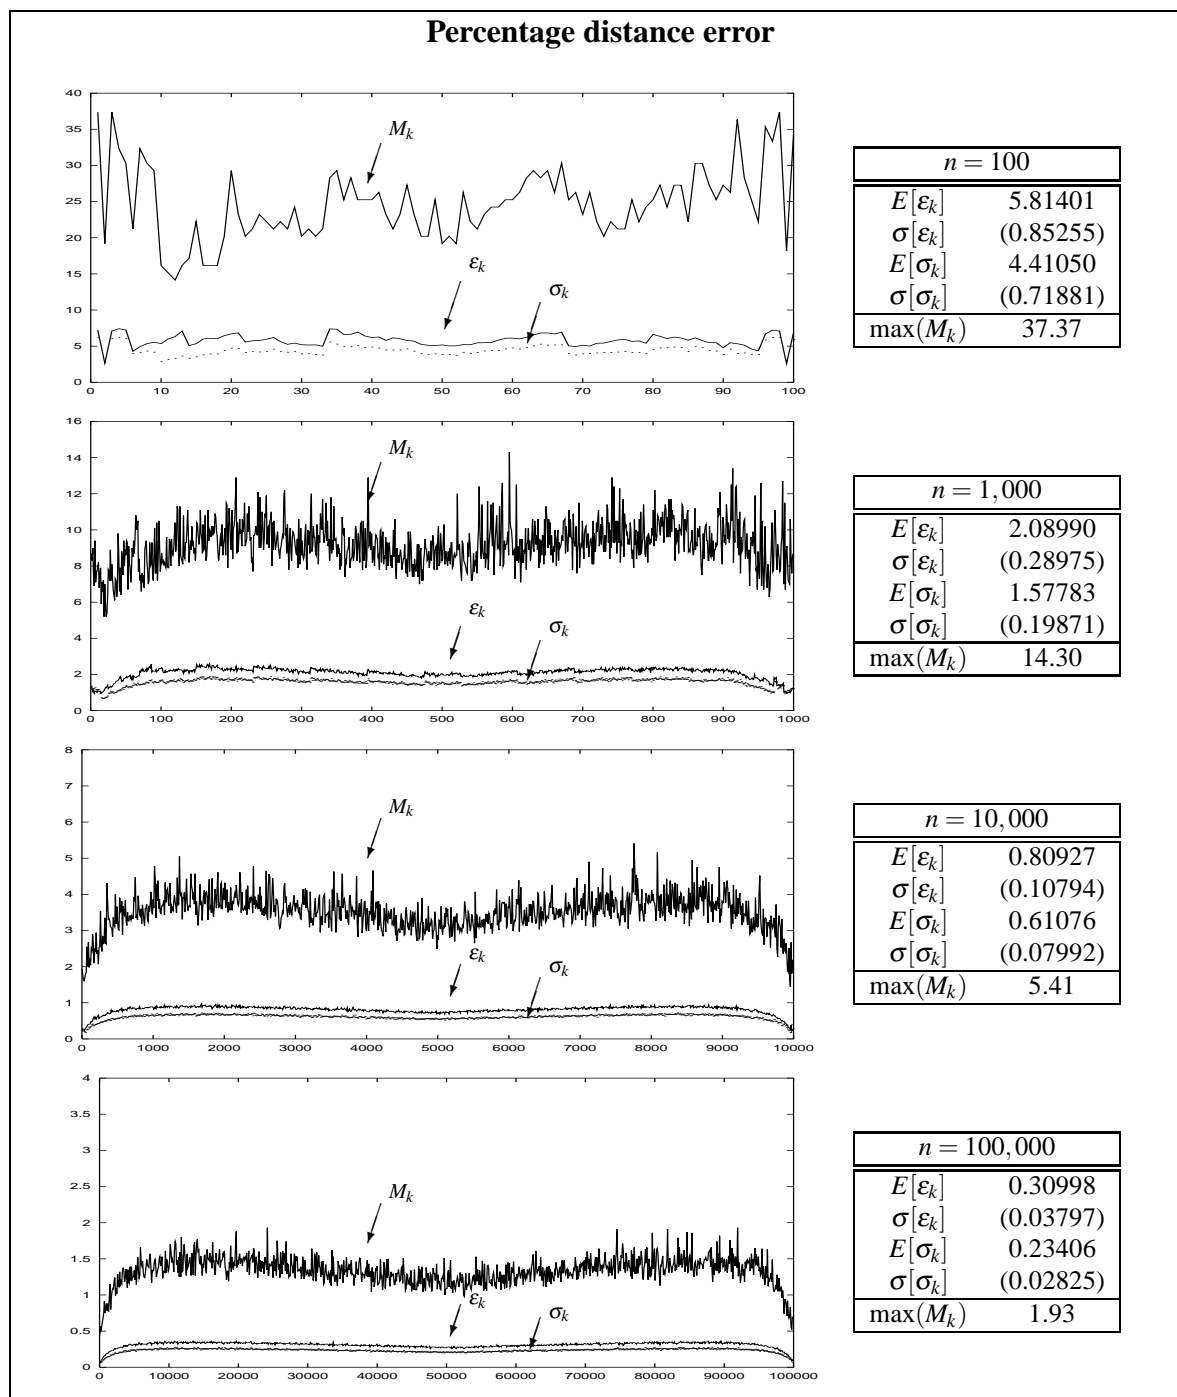 Percentage distance error
40
35
30
25
20
15
10
5
0
M_k
ε_k
σ_k
0 10 20 30 40 50 60 70 80 90 100
n = 100
E[ε_k] 5.81401
σ[ε_k] (0.85255)
E[σ_k] 4.41050
σ[σ_k] (0.71881)
max(M_k) 37.37
16
14
12
10
8
6
4
2
0
M_k
ε_k
σ_k
0 100 200 300 400 500 600 700 800 900 1000
n = 1,000
E[ε_k] 2.08990
σ[ε_k] (0.28975)
E[σ_k] 1.57783
σ[σ_k] (0.19871)
max(M_k) 14.30
8
7
6
5
4
3
2
1
0
M_k
ε_k
σ_k
0 1000 2000 3000 4000 5000 6000 7000 8000 9000 10000
n = 10,000
E[ε_k] 0.80927
σ[ε_k] (0.10794)
E[σ_k] 0.61076
σ[σ_k] (0.07992)
max(M_k) 5.41
4
3.5
3
2.5
2
1.5
1
0.5
0
M_k
ε_k
σ_k
0 10000 20000 30000 40000 50000 60000 70000 80000 90000 100000
n = 100,000
E[ε_k] 0.30998
σ[ε_k] (0.03797)
E[σ_k] 0.23406
σ[σ_k] (0.02825)
max(M_k) 1.93